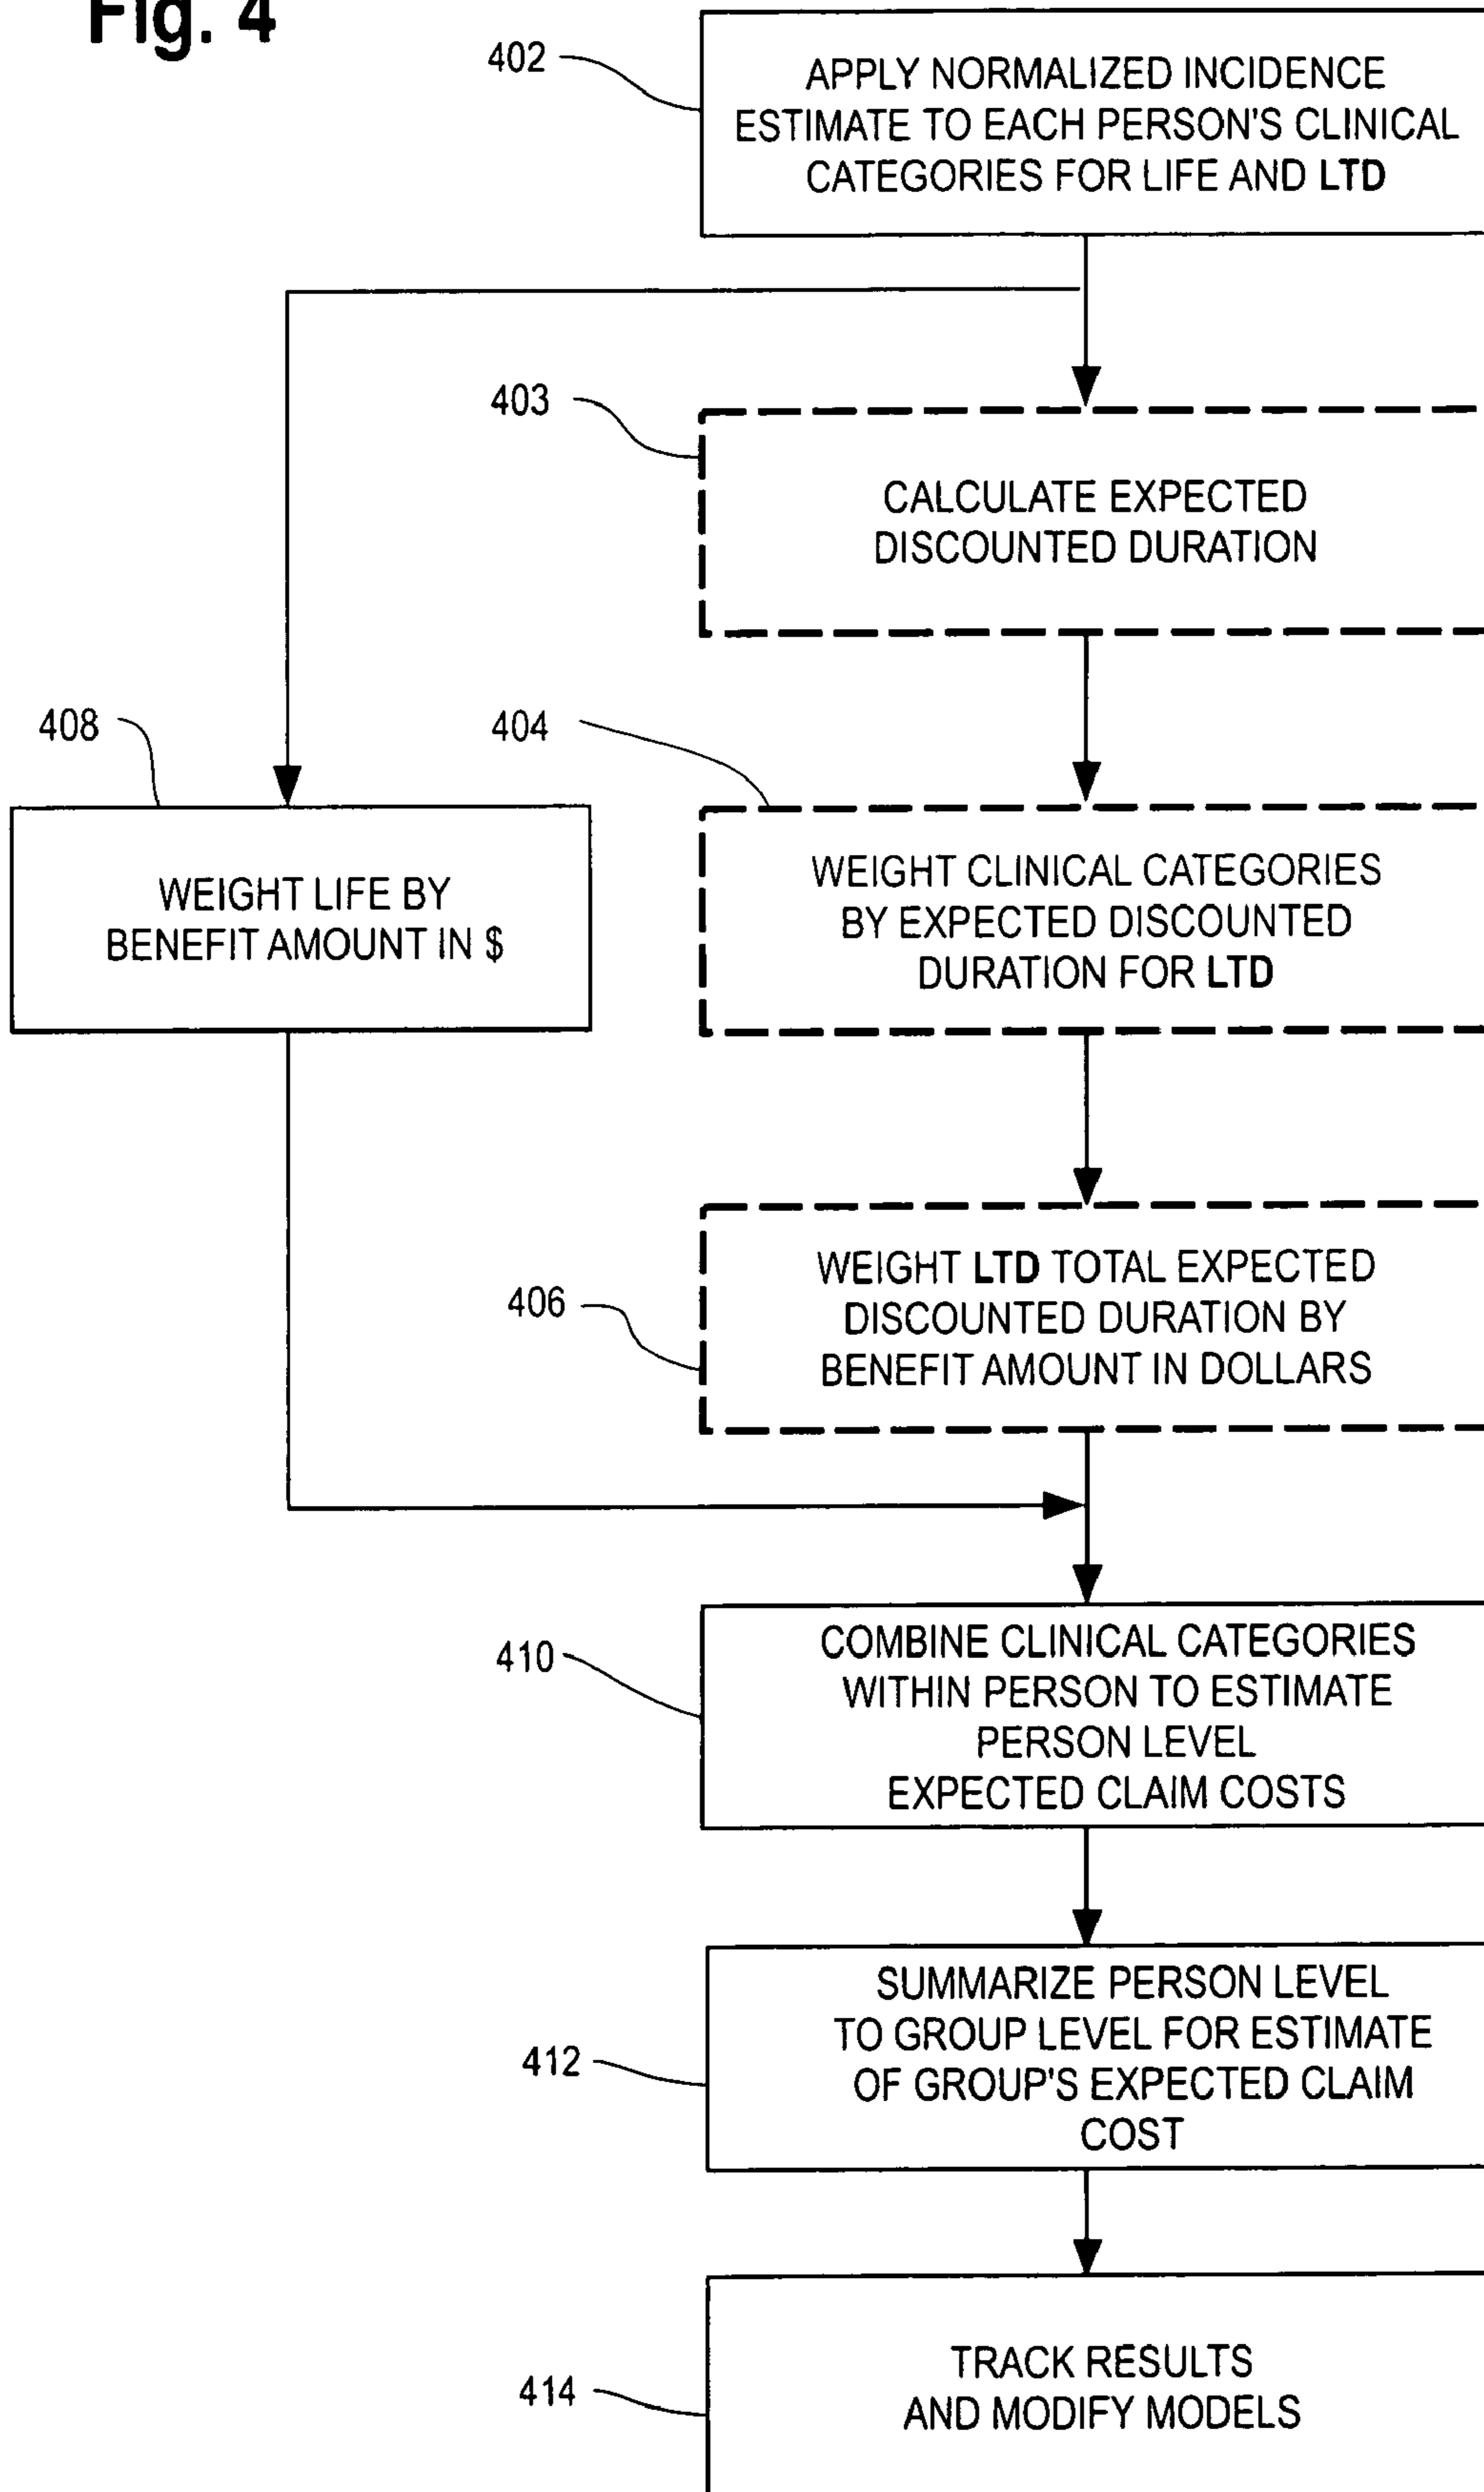 Fig. 4
402
APPLY NORMALIZED INCIDENCE
ESTIMATE TO EACH PERSON'S CLINICAL
CATEGORIES FOR LIFE AND LTD
403
CALCULATE EXPECTED
DISCOUNTED DURATION
408
WEIGHT LIFE BY
BENEFIT AMOUNT IN $
404
WEIGHT CLINICAL CATEGORIES
BY EXPECTED DISCOUNTED
DURATION FOR LTD
406
WEIGHT LTD TOTAL EXPECTED
DISCOUNTED DURATION BY
BENEFIT AMOUNT IN DOLLARS
410
COMBINE CLINICAL CATEGORIES
WITHIN PERSON TO ESTIMATE
PERSON LEVEL
EXPECTED CLAIM COSTS
412
SUMMARIZE PERSON LEVEL
TO GROUP LEVEL FOR ESTIMATE
OF GROUP'S EXPECTED CLAIM
COST
414
TRACK RESULTS
AND MODIFY MODELS